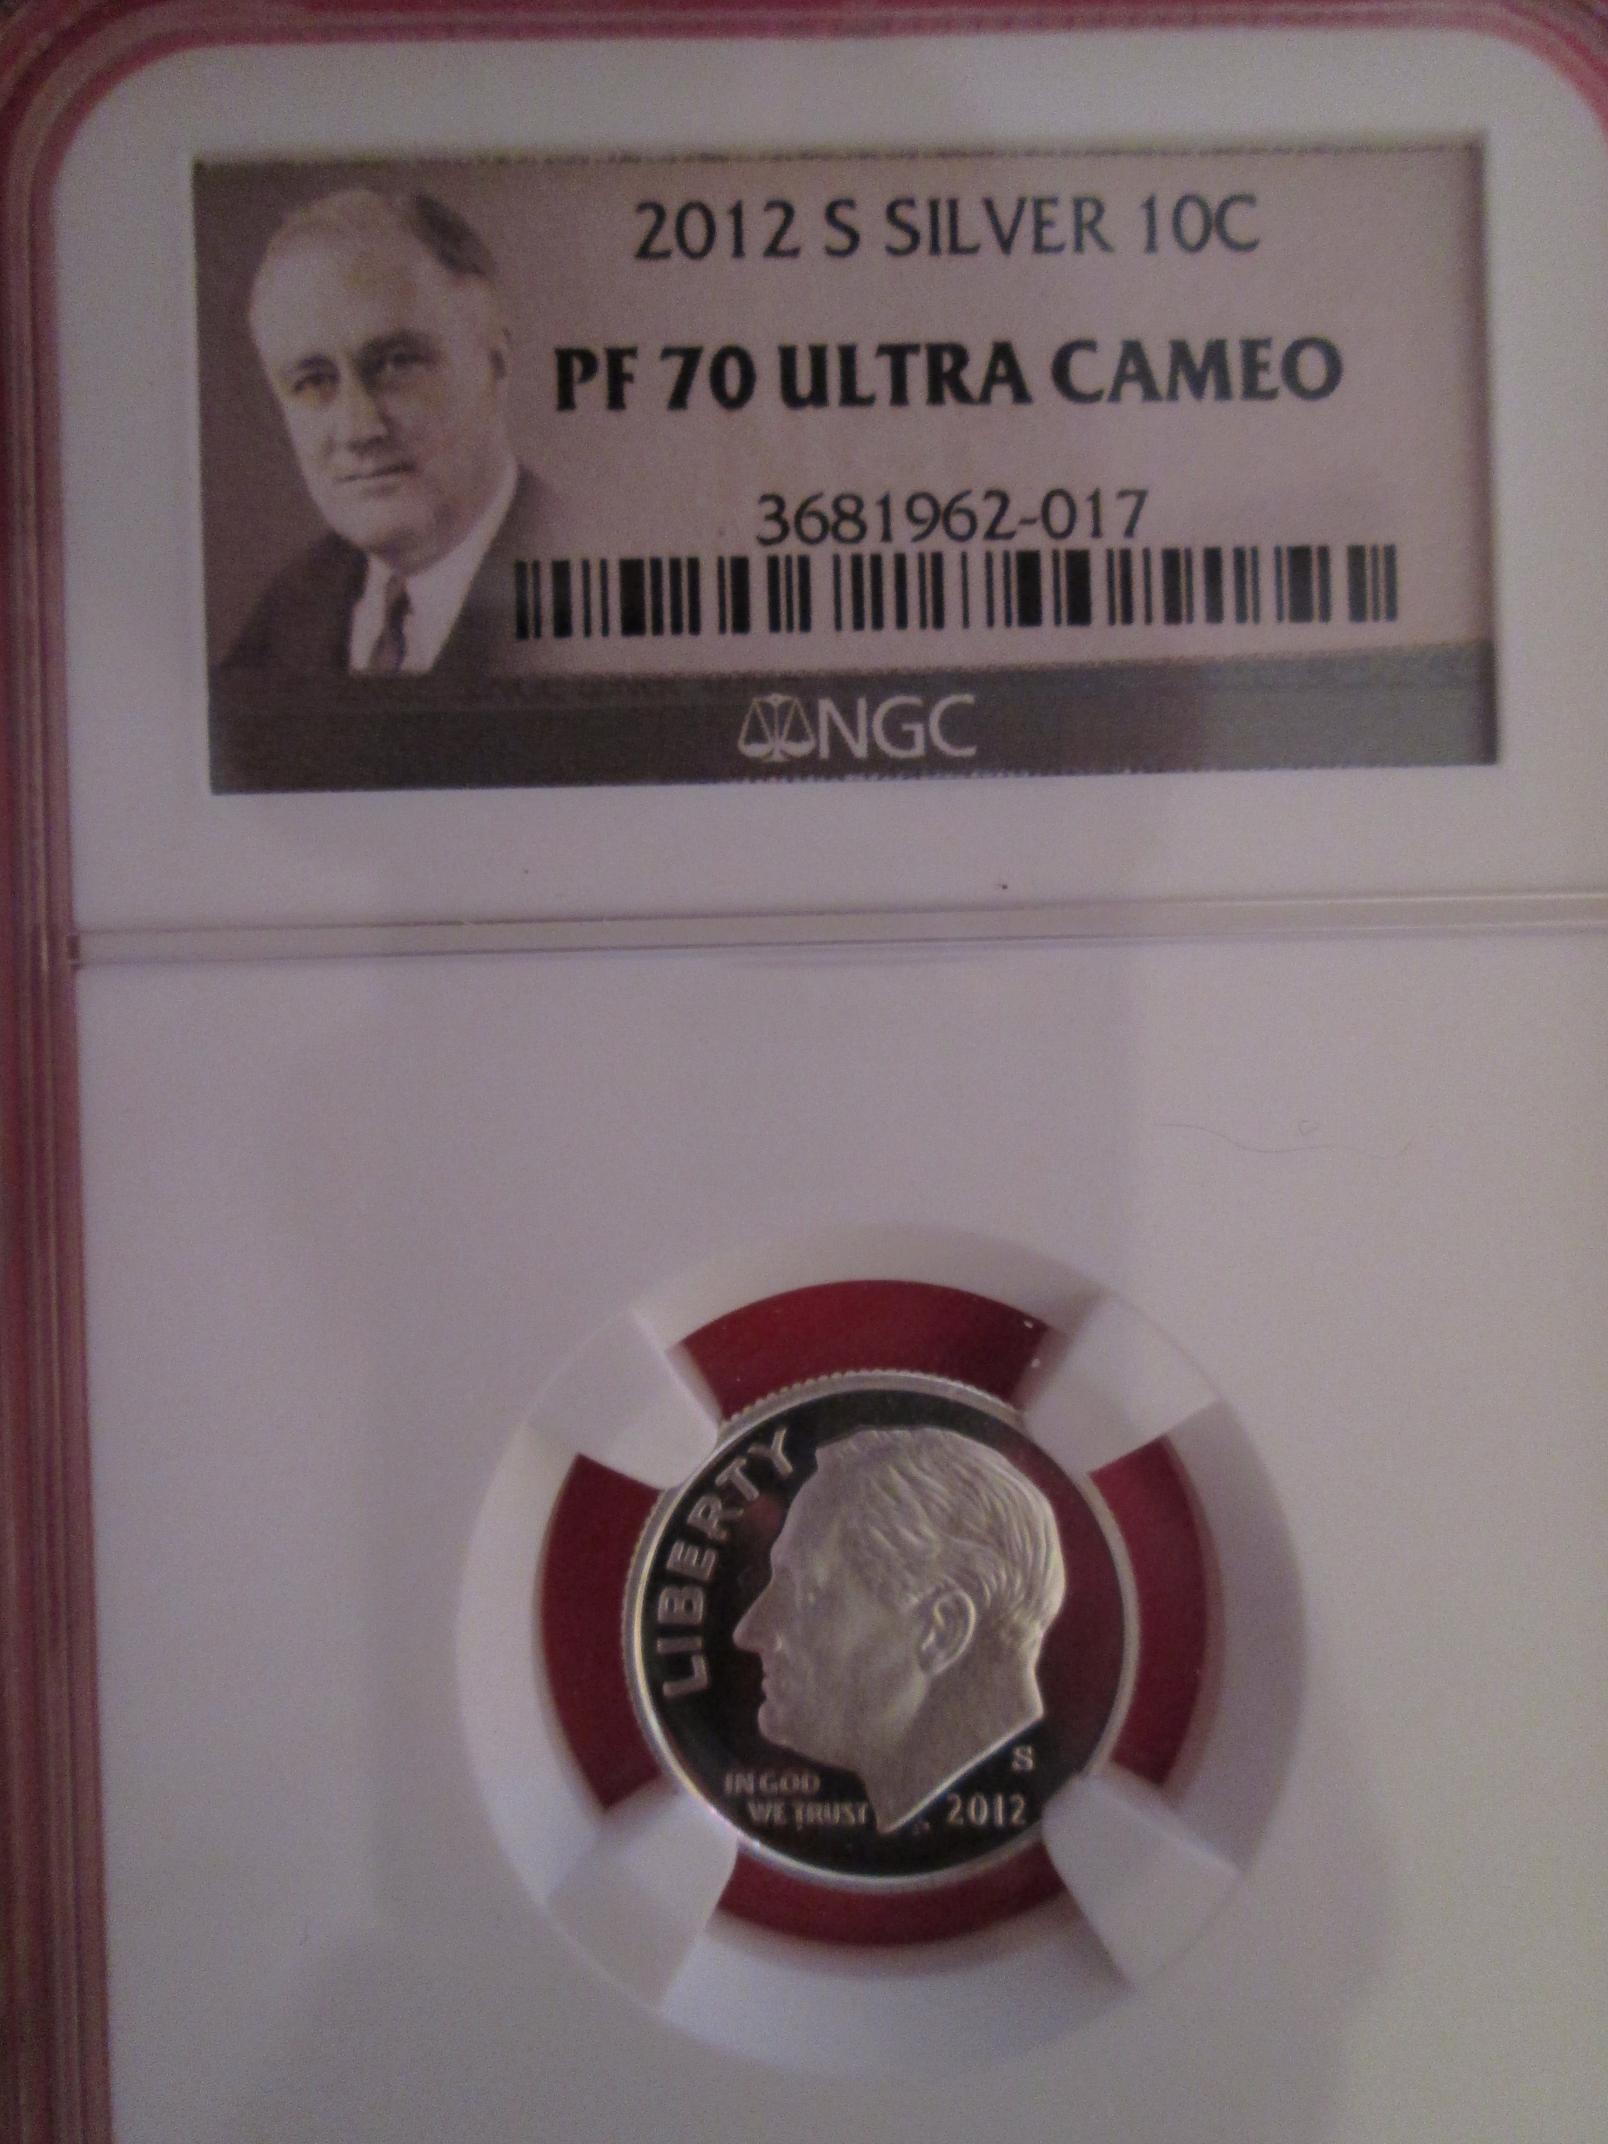 2012 S SILVER 10C
PF 70 ULTRA CAMEO
3681962-017
NGC
LIBERTY
IN GOD
WE TRUST
S
2012